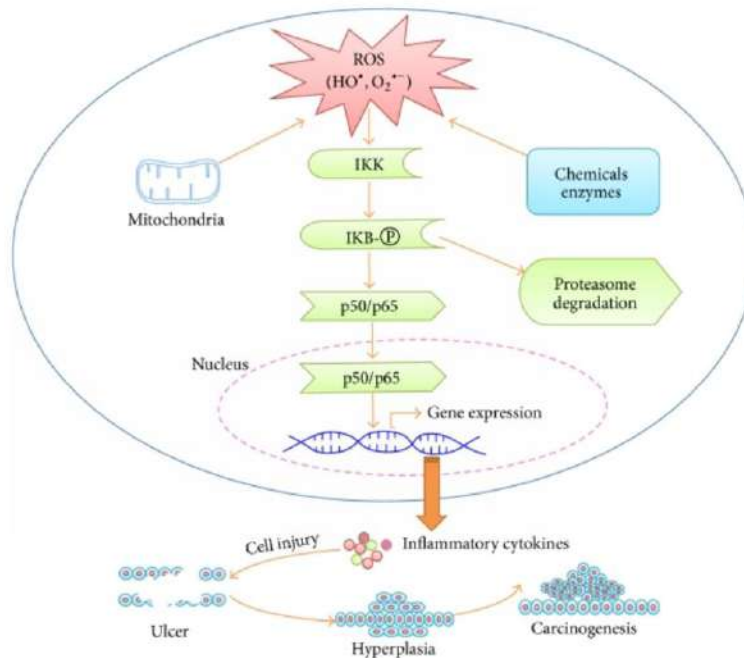 ROS
(HO•, O₂•−)
IKK
Chemicals
enzymes
Mitochondria
IKB-Ⓟ
Proteasome
degradation
p50/p65
Nucleus
p50/p65
Gene expression
Cell injury
Inflammatory cytokines
Ulcer
Hyperplasia
Carcinogenesis